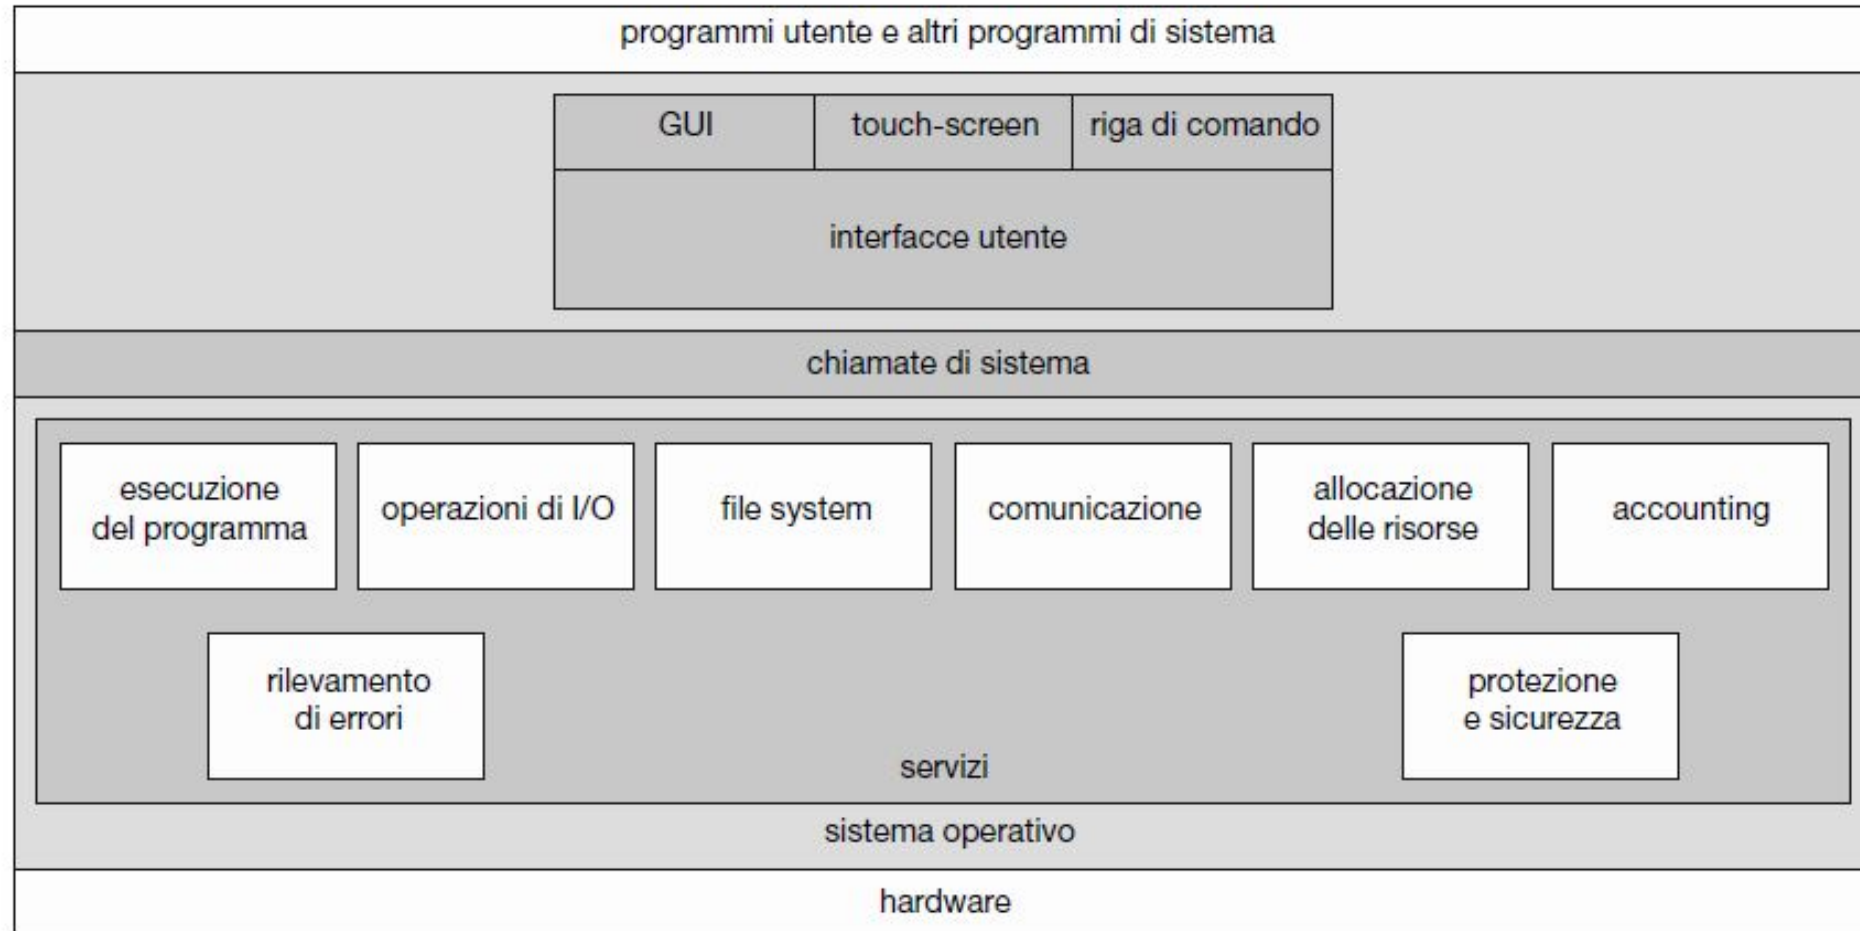 programmi utente e altri programmi di sistema
GUI
touch-screen
riga di comando
interfacce utente
chiamate di sistema
esecuzione
del programma
operazioni di I/O
file system
comunicazione
allocazione
delle risorse
accounting
rilevamento
di errori
protezione
e sicurezza
servizi
sistema operativo
hardware